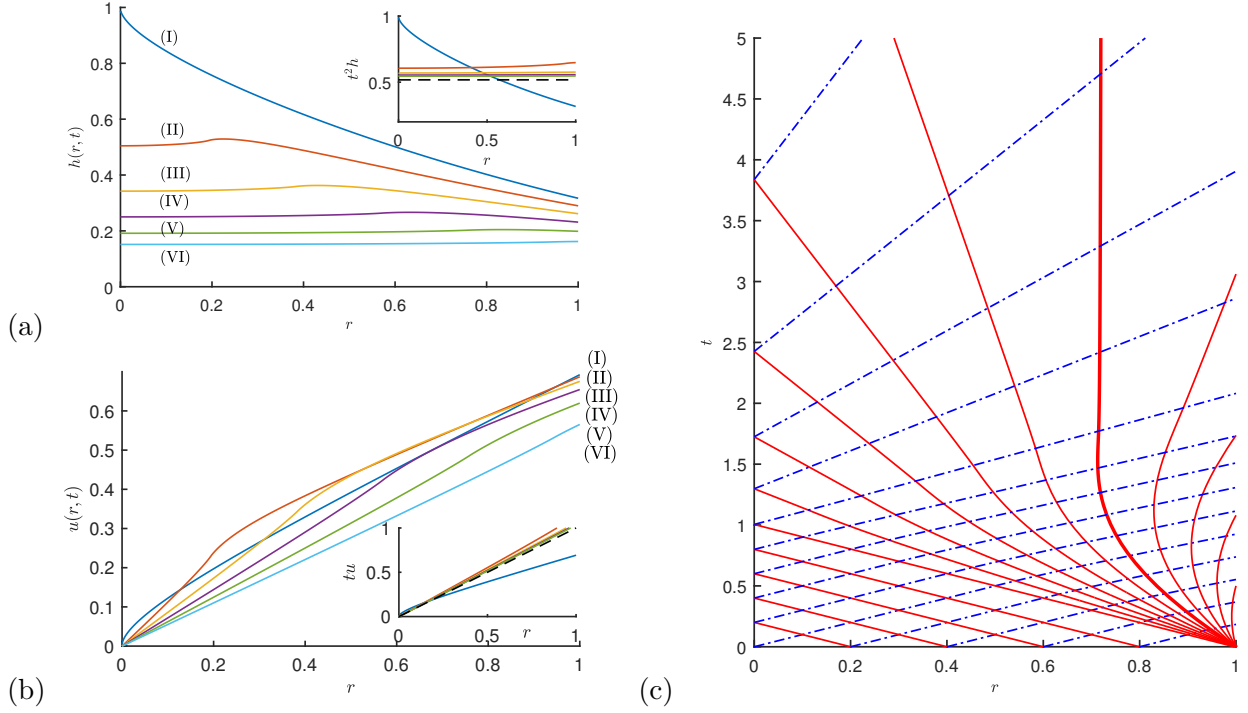 1
0.8
0.6
0.4
0.2
0
h(r, t)
(I)
(II)
(III)
(IV)
(V)
(VI)
0 0.2 0.4 0.6 0.8 1
r
1
0.5
t²h
0 0.5 1
r
(a)
0.6
0.5
0.4
0.3
0.2
0.1
0
u(r, t)
(I)
(II)
(III)
(IV)
(V)
(VI)
0 0.2 0.4 0.6 0.8 1
r
1
0.5
0
tu
0 0.5 1
r
(b)
5
4.5
4
3.5
3
2.5
2
1.5
1
0.5
0
t
0 0.2 0.4 0.6 0.8 1
r
(c)